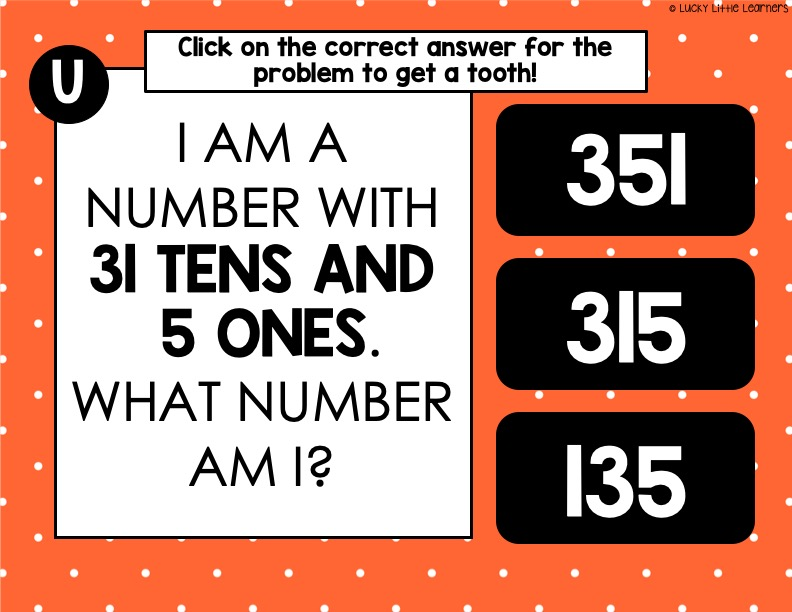 © Lucky Little Learners
Click on the correct answer for the
problem to get a tooth!
U
I AM A
NUMBER WITH
31 TENS AND
5 ONES.
WHAT NUMBER
AM I?
351
315
135